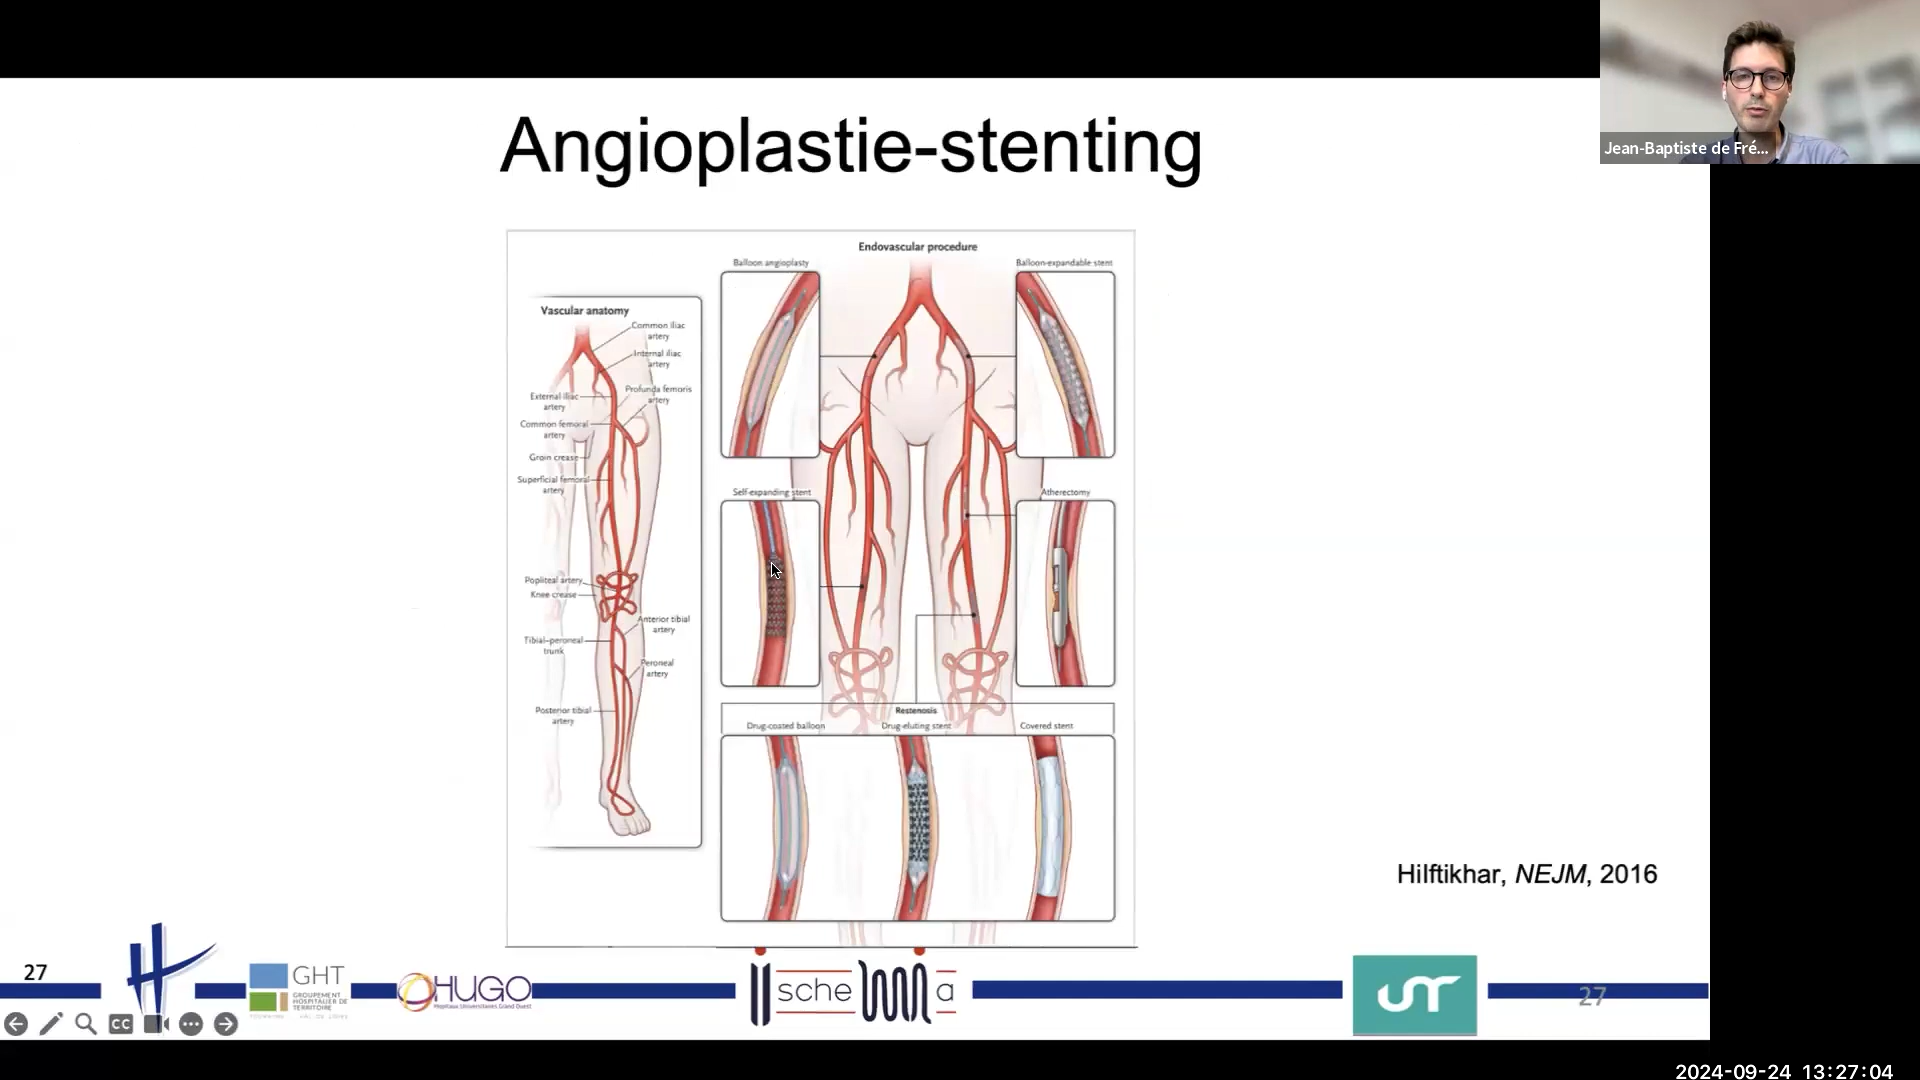 Jean-Baptiste de Fré...
Angioplastie-stenting
Endovascular procedure
Balloon angioplasty
Balloon-expandable stent
Vascular anatomy
Common iliac
artery
Internal iliac
artery
Profunda femoris
artery
External iliac
artery
Common femoral
artery
Groin crease
Superficial femoral
artery
Self-expanding stent
Atherectomy
Popliteal artery
Knee crease
Anterior tibial
artery
Tibial-peroneal
trunk
Peroneal
artery
Posterior tibial
artery
Restenosis
Drug-coated balloon
Drug-eluting stent
Covered stent
Hilftikhar, NEJM, 2016
27
GHT
GROUPEMENT
HOSPITALIER DE
TERRITOIRE
HUGO
Hôpitaux Universitaires Grand Ouest
sche
a
27
CC
2024-09-24 13:27:04